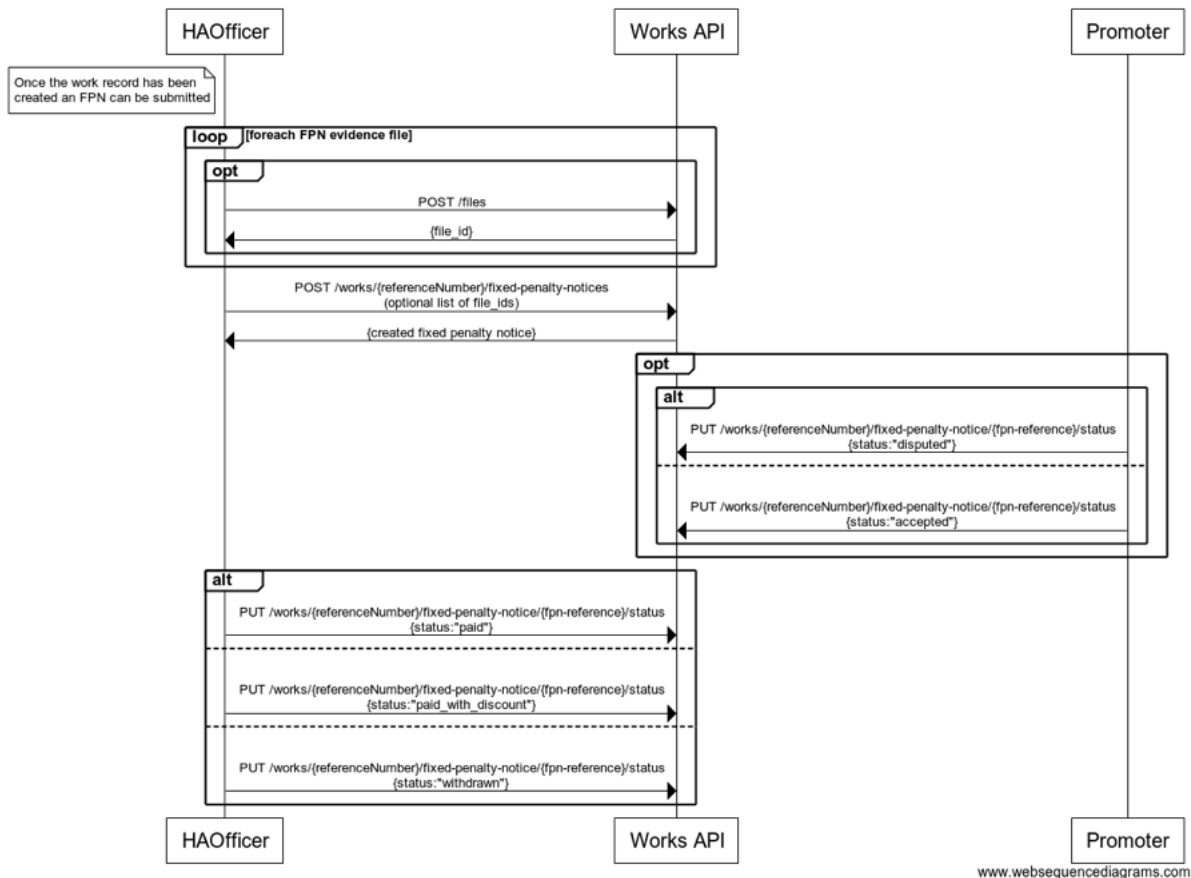 HAOfficer
Works API
Promoter
Once the work record has been
created an FPN can be submitted
loop
[foreach FPN evidence file]
opt
POST /files
{file_id}
POST /works/{referenceNumber}/fixed-penalty-notices
(optional list of file_ids)
{created fixed penalty notice}
opt
alt
PUT /works/{referenceNumber}/fixed-penalty-notice/{fpn-reference}/status
{status:"disputed"}
PUT /works/{referenceNumber}/fixed-penalty-notice/{fpn-reference}/status
{status:"accepted"}
alt
PUT /works/{referenceNumber}/fixed-penalty-notice/{fpn-reference}/status
{status:"paid"}
PUT /works/{referenceNumber}/fixed-penalty-notice/{fpn-reference}/status
{status:"paid_with_discount"}
PUT /works/{referenceNumber}/fixed-penalty-notice/{fpn-reference}/status
{status:"withdrawn"}
HAOfficer
Works API
Promoter
www.websequencediagrams.com